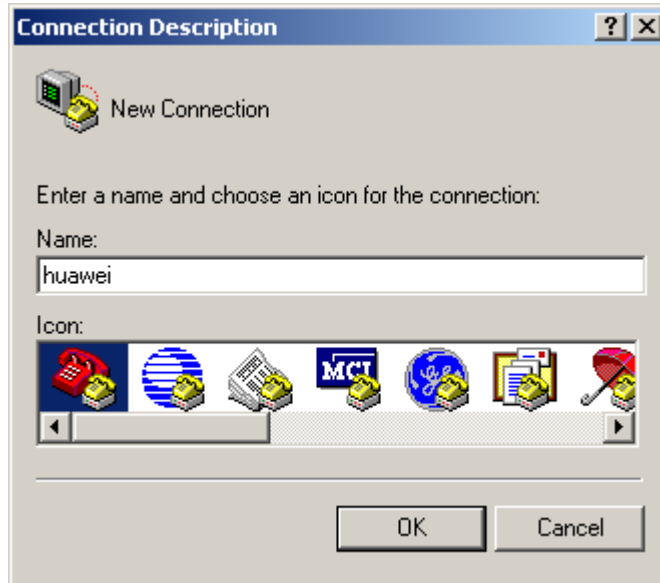 Connection Description
New Connection
Enter a name and choose an icon for the connection:
Name:
huawei
Icon:
MCI
OK Cancel